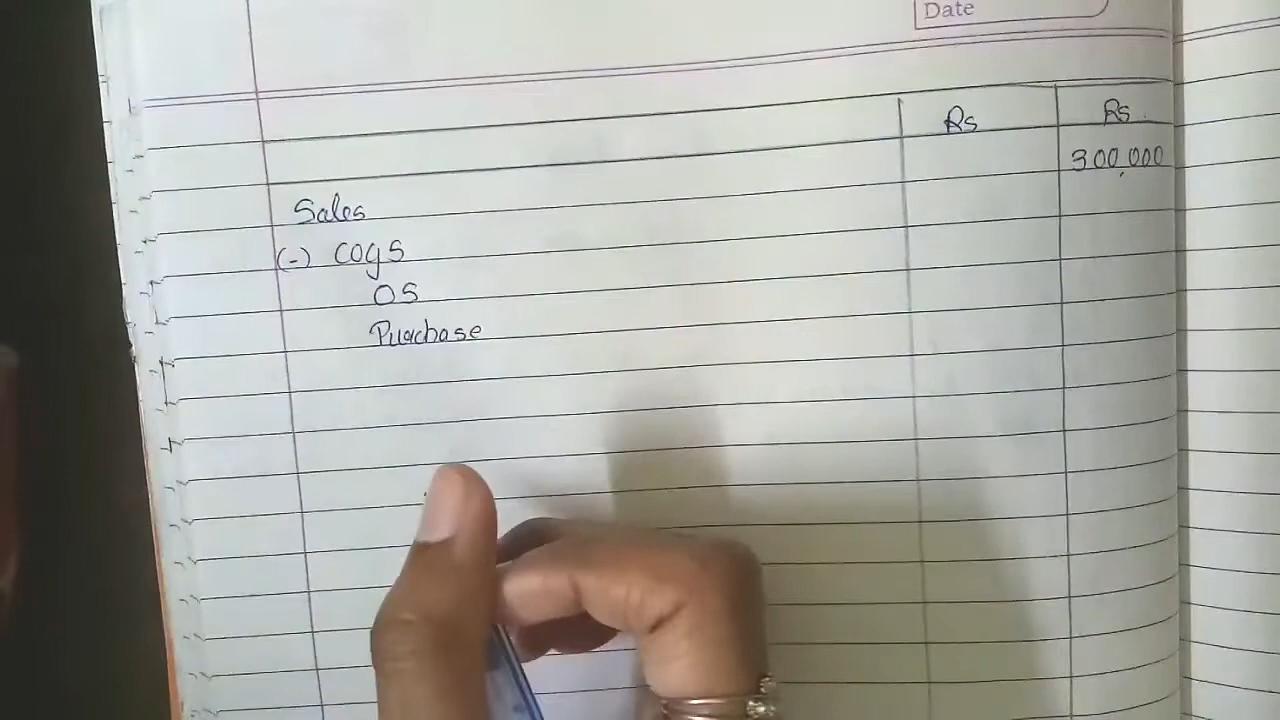 Date
Rs Rs
300,000
Sales
(-) COGS
OS
Purchase